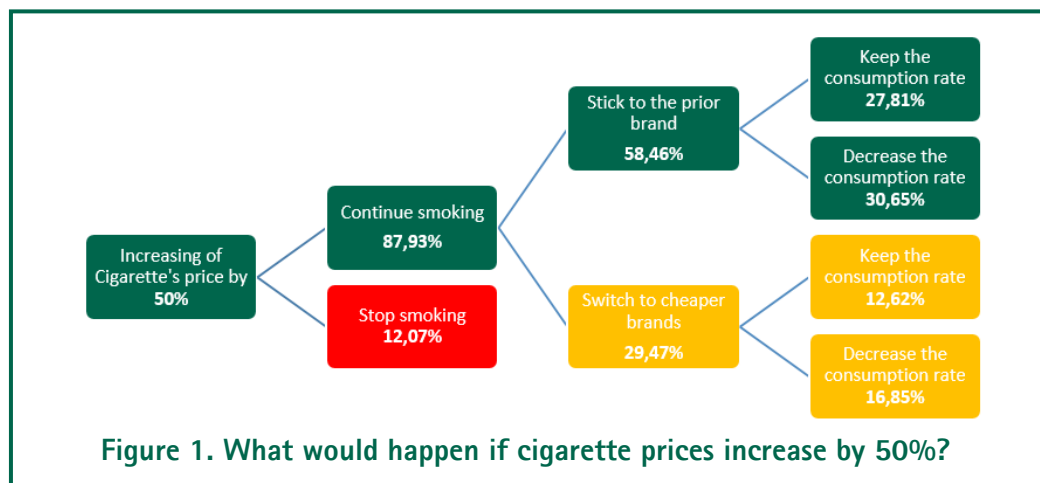 Increasing of
Cigarette's price by
50%
Continue smoking
87,93%
Stop smoking
12,07%
Stick to the prior
brand
58,46%
Switch to cheaper
brands
29,47%
Keep the
consumption rate
27,81%
Decrease the
consumption rate
30,65%
Keep the
consumption rate
12,62%
Decrease the
consumption rate
16,85%
Figure 1. What would happen if cigarette prices increase by 50%?